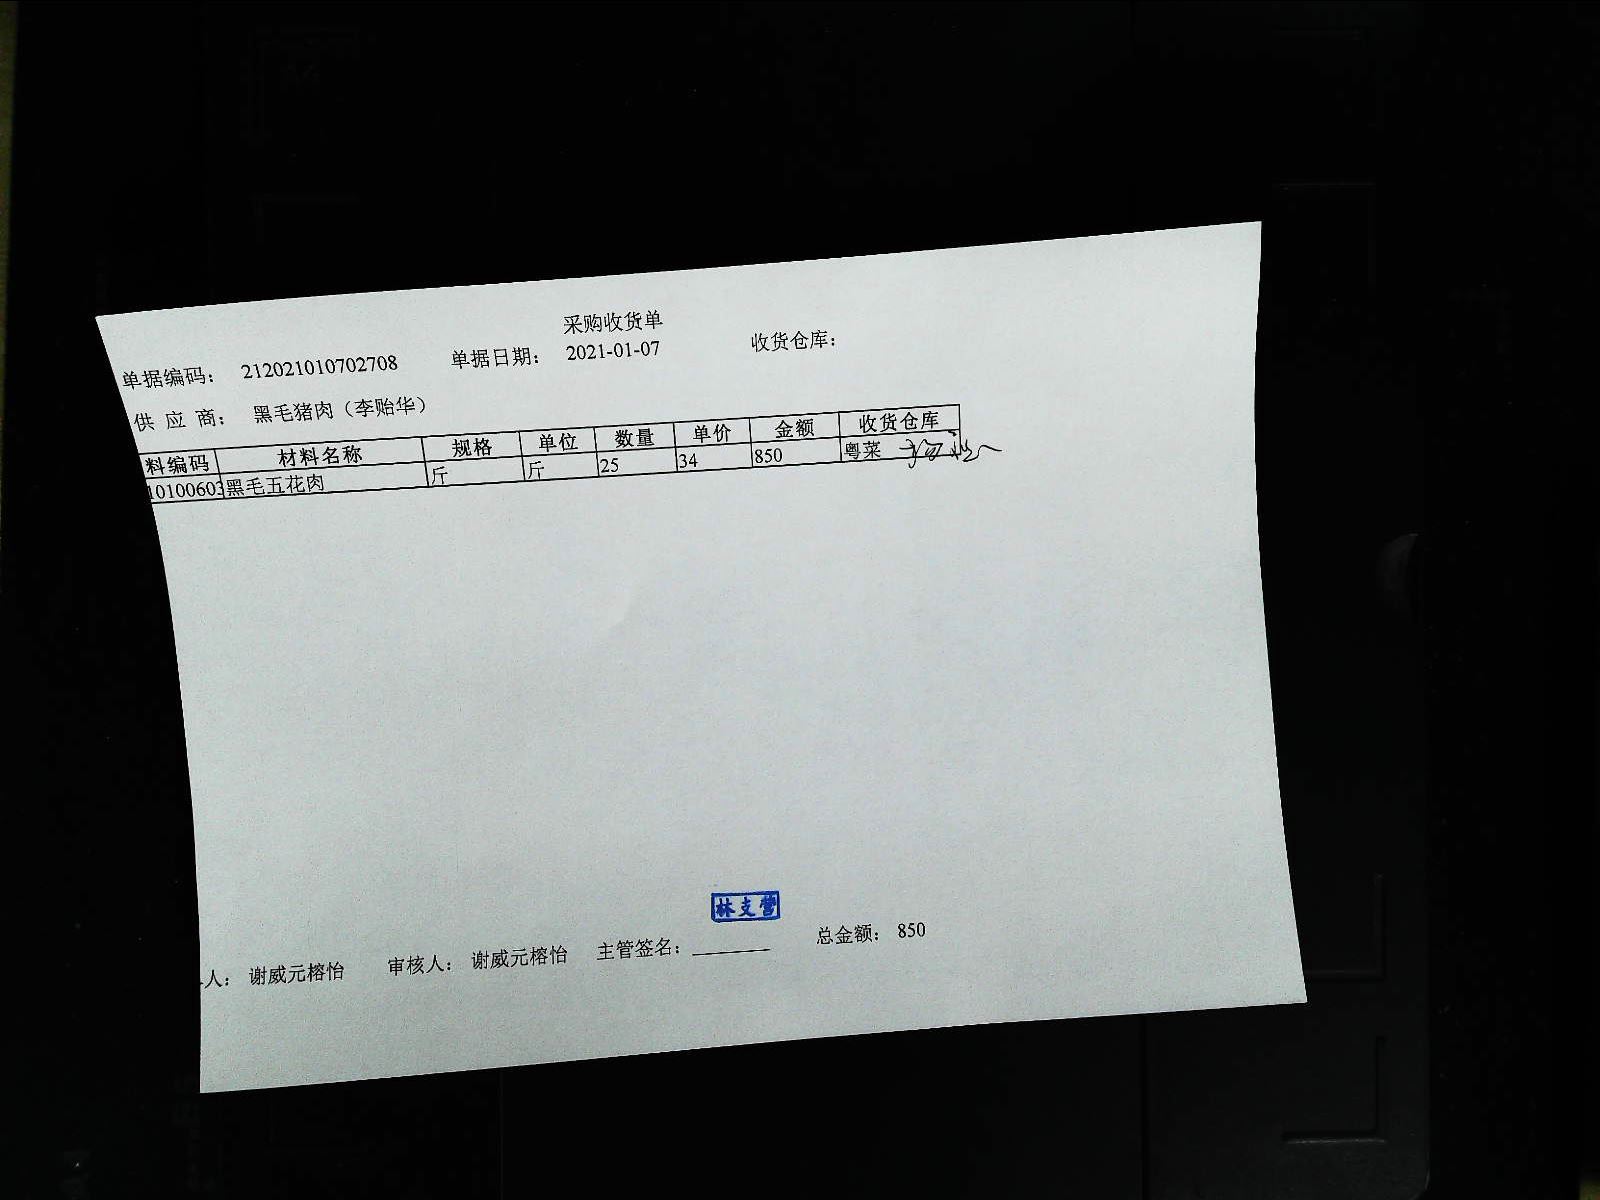 采购收货单
单据编码： 212021010702708 单据日期： 2021-01-07 收货仓库：
供 应 商： 黑毛猪肉（李贻华）
料编码 材料名称 规格 单位 数量 单价 金额 收货仓库
1010060 黑毛五花肉 斤 斤 25 34 850 粤菜
林支营
人： 谢威元榕怡 审核人： 谢威元榕怡 主管签名： 总金额： 850